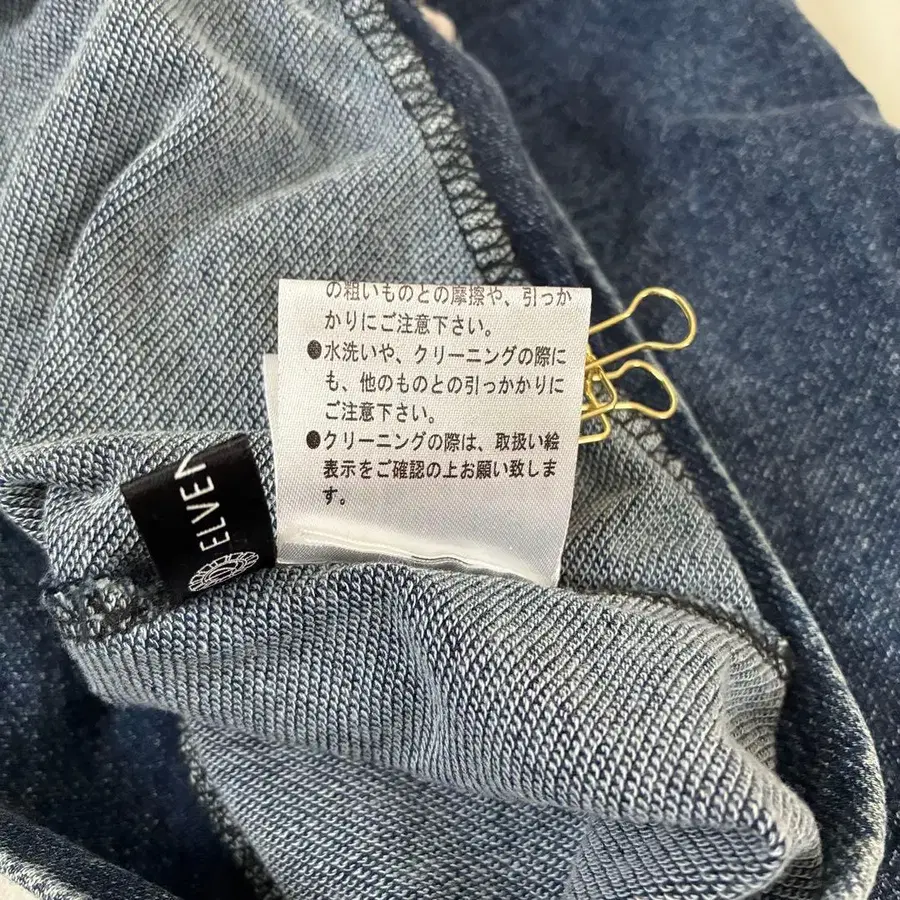 の粗いものとの摩擦や、引っか
かりにご注意下さい。
●水洗いや、クリーニングの際に
も、他のものとの引っかかりに
ご注意下さい。
●クリーニングの際は、取扱い絵
表示をご確認の上お願い致しま
す。
ELVEN